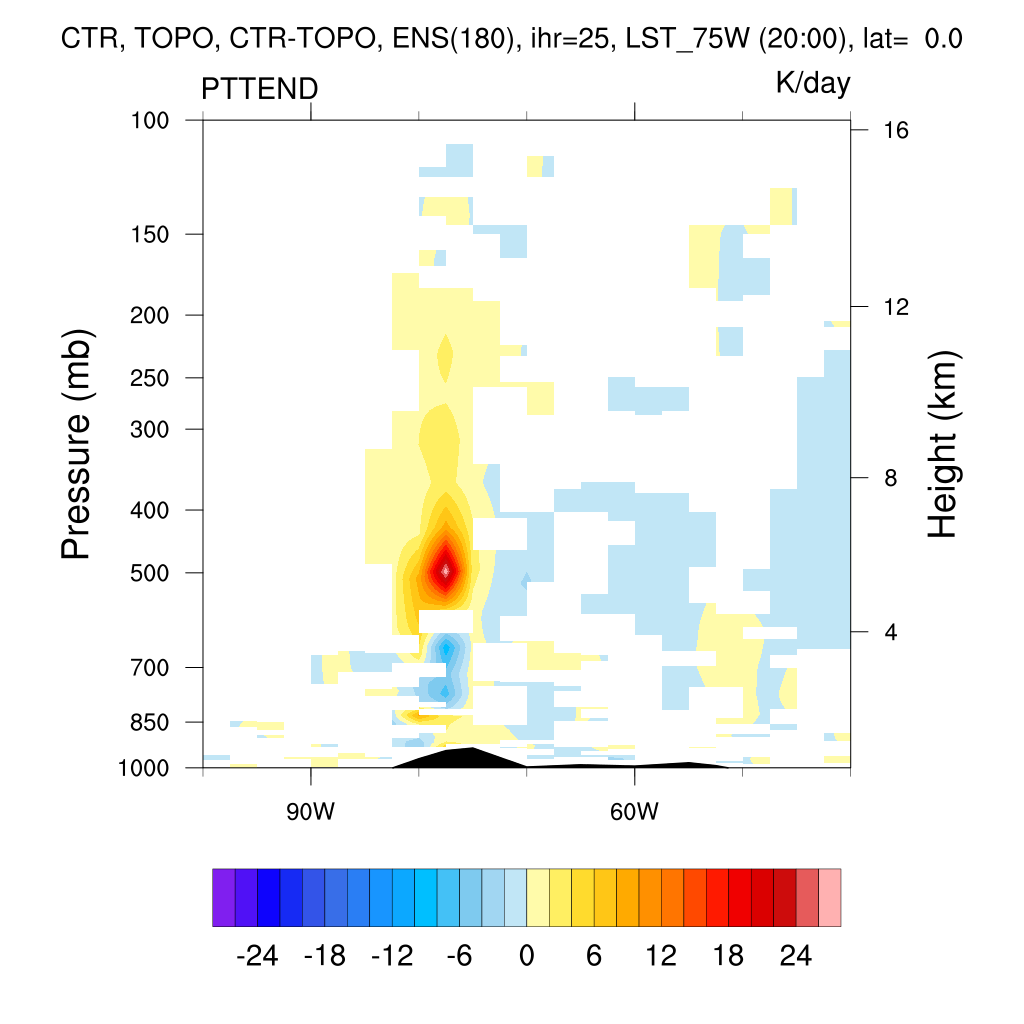 CTR, TOPO, CTR-TOPO, ENS(180), ihr=25, LST_75W (20:00), lat= 0.0
PTTEND K/day
100
150
200
250
300
400
500
700
850
1000
Pressure (mb)
16
12
8
4
Height (km)
90W 60W
-24 -18 -12 -6 0 6 12 18 24